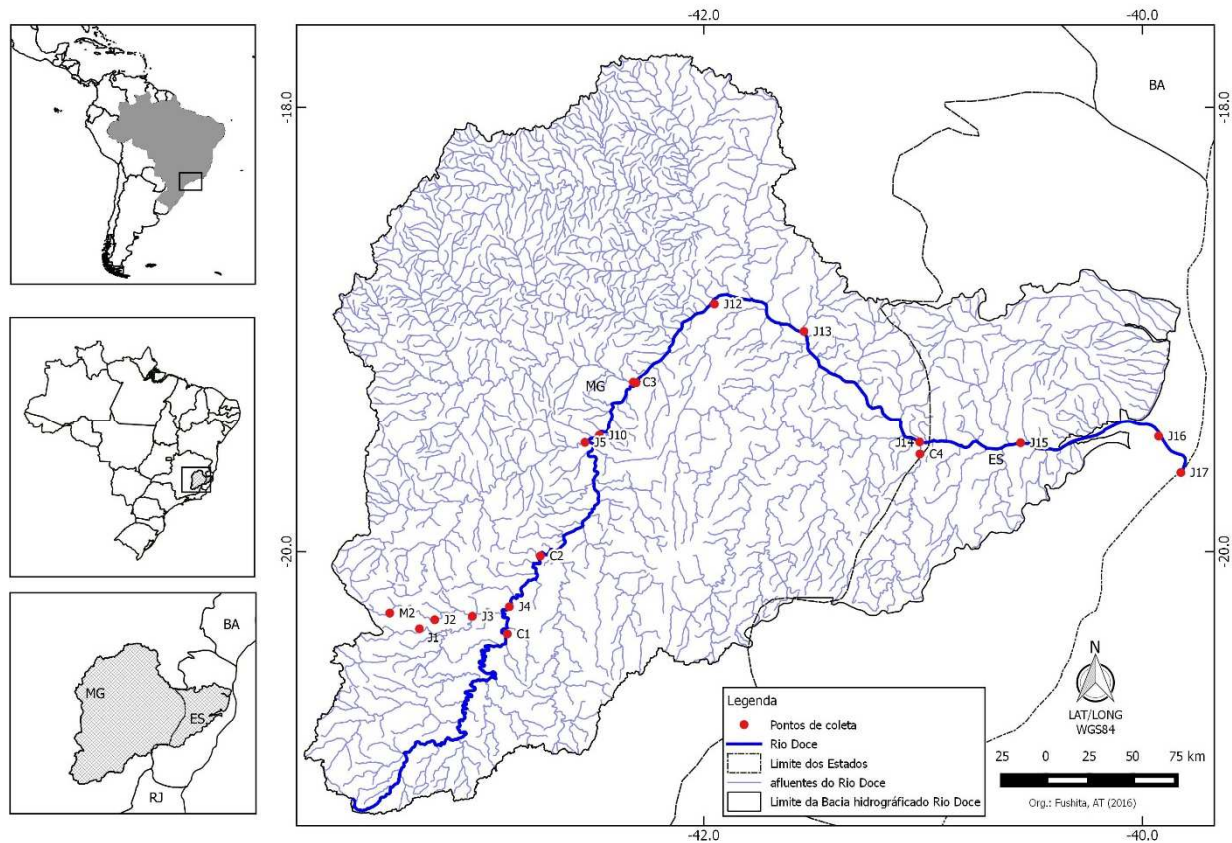 -42.0
-40.0
BA
-18.0
-18.0
J12
J13
MG
C3
J10
J5
J14
C4
J15
ES
J16
J17
-20.0
-20.0
C2
M2
J2
J1
J3
J4
C1
BA
MG
ES
RJ
Legenda
Pontos de coleta
Rio Doce
Limite dos Estados
afluentes do Rio Doce
Limite da Bacia hidrográficado Rio Doce
N
LAT/LONG
WGS84
25 0 25 50 75 km
Org.: Fushita, AT (2016)
-42.0
-40.0